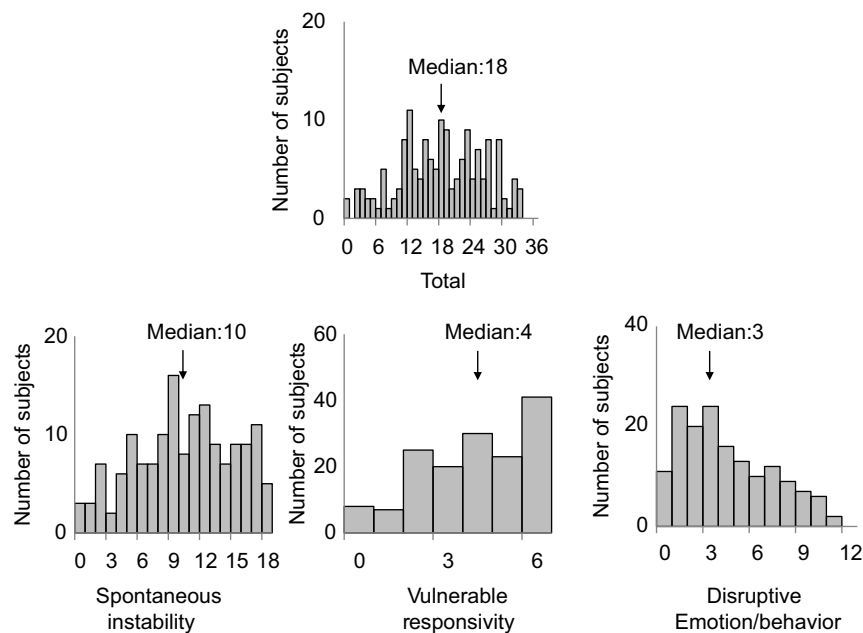 20
10
0
Number of subjects
Median:18
0 6 12 18 24 30 36
Total
20
10
0
Number of subjects
Median:10
0 3 6 9 12 15 18
Spontaneous
instability
60
40
20
0
Number of subjects
Median:4
0 3 6
Vulnerable
responsivity
40
20
0
Number of subjects
Median:3
0 3 6 9 12
Disruptive
Emotion/behavior